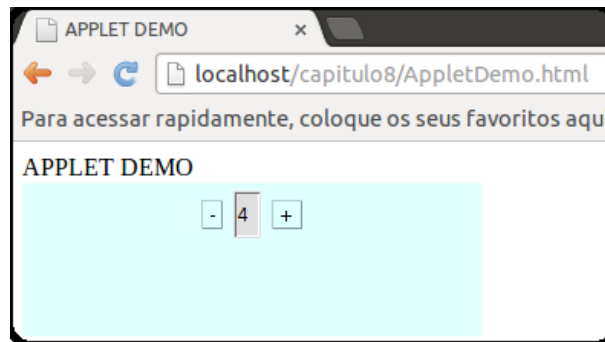 APPLET DEMO ×
localhost/capitulo8/AppletDemo.html
Para acessar rapidamente, coloque os seus favoritos aqu
APPLET DEMO
- 4 +